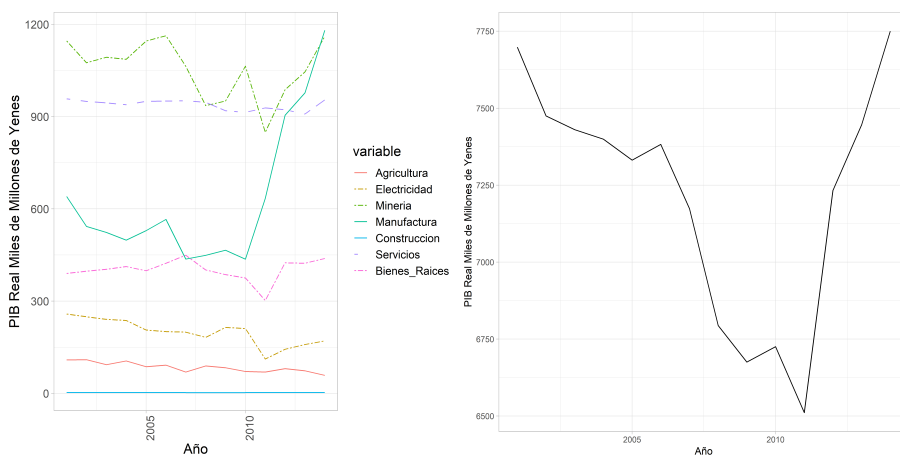 PIB Real Miles de Millones de Yenes
1200
900
600
300
0
2005
2010
Año
variable
Agricultura
Electricidad
Mineria
Manufactura
Construccion
Servicios
Bienes_Raices
PIB Real Miles de Millones de Yenes
7750
7500
7250
7000
6750
6500
2005
2010
Año